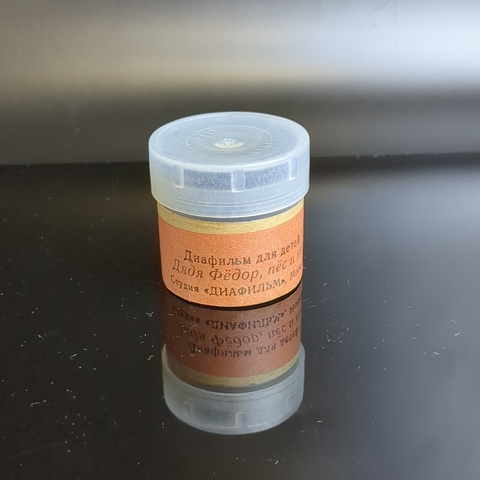 Диафильм для детей
Дядя Фёдор, пёс и
Студия «ДИАФИЛЬМ»,